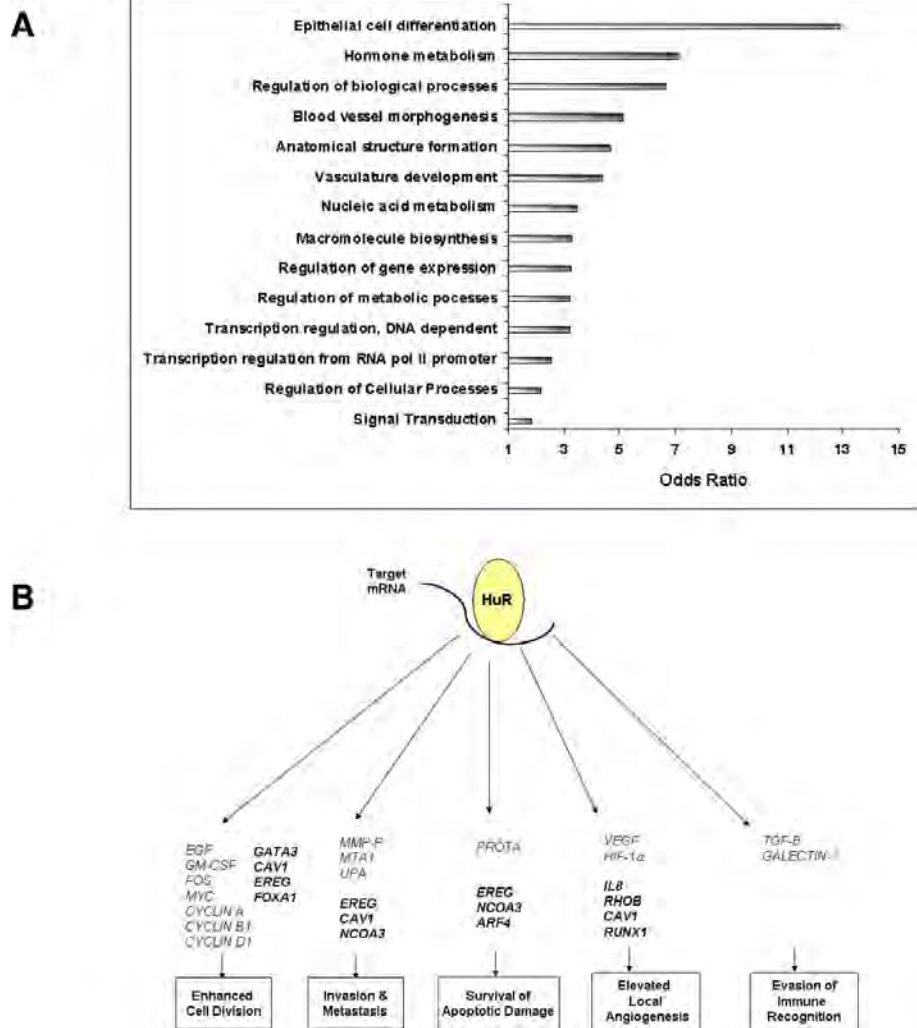 A
Epithelial cell differentiation
Hormone metabolism
Regulation of biological processes
Blood vessel morphogenesis
Anatomical structure formation
Vasculature development
Nucleic acid metabolism
Macromolecule biosynthesis
Regulation of gene expression
Regulation of metabolic pocesses
Transcription regulation, DNA dependent
Transcription regulation from RNA pol II promoter
Regulation of Cellular Processes
Signal Transduction
1 3 5 7 9 11 13 15
Odds Ratio
B
Target
mRNA
HuR
EGF
GM-CSF
FOS
MYC
CYCLIN A
CYCLIN B1
CYCLIN D1
GATA3
CAV1
EREG
FOXA1
Enhanced
Cell Division
MTA1
UPA
EREG
CAV1
NCOA3
Invasion &
Metastasis
PROTA
EREG
NCOA3
ARF4
Survival of
Apoptotic Damage
VEGF
HIF-1α
IL8
RHOB
CAV1
RUNX1
Elevated
Local
Angiogenesis
TGF-B
Evasion of
Immune
Recognition